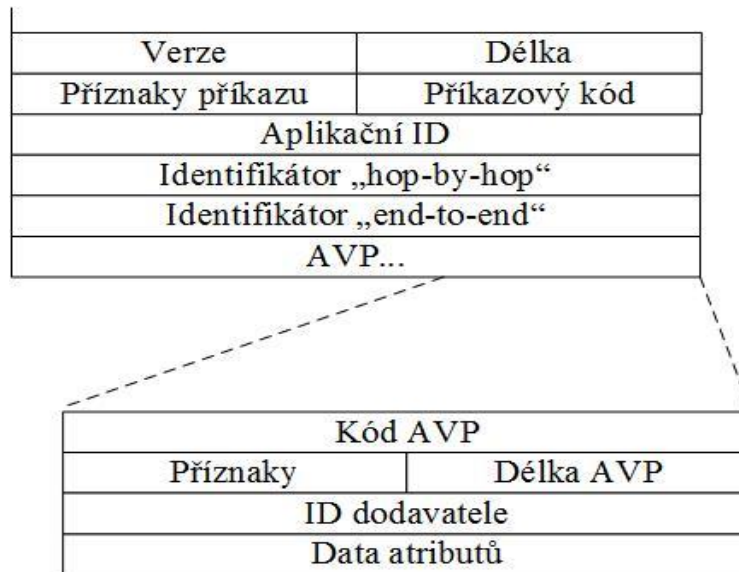 Verze Délka
Příznaky příkazu Příkazový kód
Aplikační ID
Identifikátor „hop-by-hop“
Identifikátor „end-to-end“
AVP...
Kód AVP
Příznaky Délka AVP
ID dodavatele
Data atributů